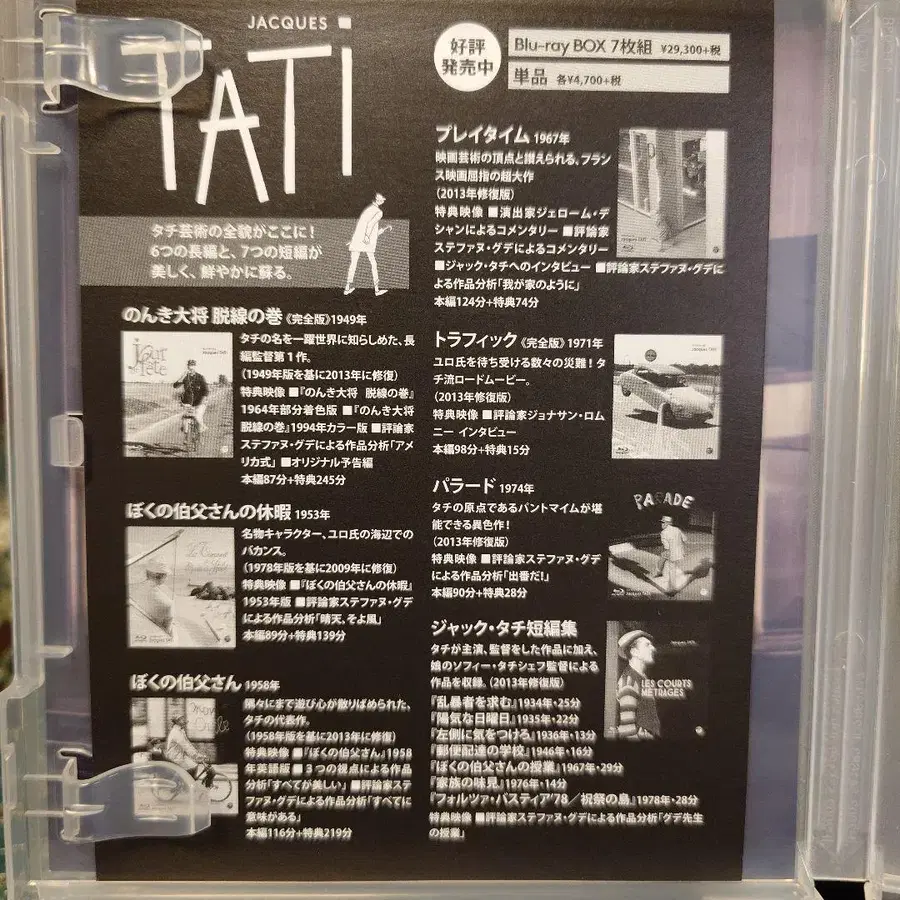 JACQUES
TATi
好評
発売中
Blu-ray BOX 7枚組 ¥29,300+税
単品 各¥4,700+税
タチ芸術の全貌がここに!
6つの長編と、7つの短編が
美しく、鮮やかに蘇る。
のんき大将 脱線の巻《完全版》1949年
jour de fête
タチの名を一躍世界に知らしめた、長
編監督第1作。
(1949年版を基に2013年に修復)
特典映像 ■『のんき大将 脱線の巻』
1964年部分着色版 ■『のんき大将
脱線の巻』1994年カラー版 ■評論家
ステファヌ・グデによる作品分析「アメ
リカ式」 ■オリジナル予告編
本編87分+特典245分
ぼくの伯父さんの休暇 1953年
名物キャラクター、ユロ氏の海辺での
バカンス。
(1978年版を基に2009年に修復)
特典映像 ■『ぼくの伯父さんの休暇』
1953年版 ■評論家ステファヌ・グデ
による作品分析「晴天、そよ風」
本編89分+特典139分
ぼくの伯父さん 1958年
隅々にまで遊び心が散りばめられた、
タチの代表作。
(1958年版を基に2013年に修復)
特典映像 ■『ぼくの伯父さん』1958
年英語版 ■3つの視点による作品
分析「すべてが美しい」 ■評論家ステ
ファヌ・グデによる作品分析「すべてに
意味がある」
本編116分+特典219分
プレイタイム 1967年
映画芸術の頂点と讃えられる、フラン
ス映画屈指の超大作
(2013年修復版)
特典映像 ■演出家ジェローム・デ
シャンによるコメンタリー ■評論家
ステファヌ・グデによるコメンタリー
■ジャック・タチへのインタビュー ■評論家ステファヌ・グデに
よる作品分析「我が家のように」
本編124分+特典74分
トラフィック《完全版》1971年
ユロ氏を待ち受ける数々の災難!タ
チ流ロードムービー。
(2013年修復版)
特典映像 ■評論家ジョナサン・ロム
ニー インタビュー
本編98分+特典15分
パラード 1974年
PARADE
タチの原点であるパントマイムが堪
能できる異色作!
(2013年修復版)
特典映像 ■評論家ステファヌ・グデ
による作品分析「出番だ!」
本編90分+特典28分
ジャック・タチ短編集
タチが主演、監督をした作品に加え、
娘のソフィー・タチシェフ監督による
作品を収録。(2013年修復版)
LES COURTS
METRAGES
『乱暴者を求む』1934年・25分
『陽気な日曜日』1935年・22分
『左側に気をつけろ』1936年・13分
『郵便配達の学校』1946年・16分
『ぼくの伯父さんの授業』1967年・29分
『家族の味見』1976年・14分
『フォルツァ・バスティア'78/祝祭の島』1978年・28分
特典映像 ■評論家ステファヌ・グデによる作品分析「グデ先生
の授業」